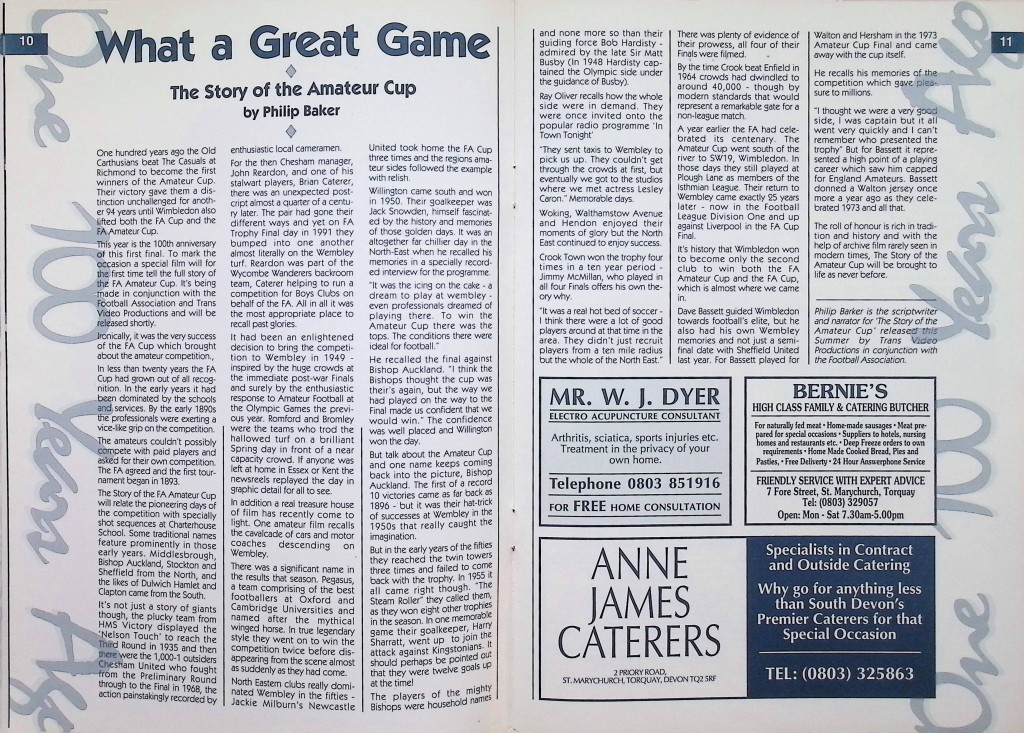 10
What a Great Game
The Story of the Amateur Cup
by Philip Baker
One hundred years ago the Old
Carthusians beat The Casuals at
Richmond to become the first
winners of the Amateur Cup.
Their victory gave them a dis-
tinction unchallenged for anoth-
er 94 years until Wimbledon also
lifted both the FA Cup and the
FA Amateur Cup.
This year is the 100th anniversary
of this first final. To mark the
occasion a special film will for
the first time tell the full story of
the FA Amateur Cup. It's being
made in conjunction with the
Football Association and Trans
Video Productions and will be
released shortly.
Ironically, it was the very success
of the FA Cup which brought
about the amateur competition.,
In less than twenty years the FA
Cup had grown out of all recog-
nition. In the early years it had
been dominated by the schools
and services. By the early 1890s
the professionals were exerting a
vice-like grip on the competition.
The amateurs couldn't possibly
compete with paid players and
asked for their own competition.
The FA agreed and the first tour-
nament began in 1893.
The Story of the FA Amateur Cup
will relate the pioneering days of
the competition with specially
shot sequences at Charterhouse
School. Some traditional names
feature prominently in those
early years. Middlesbrough,
Bishop Auckland, Stockton and
Sheffield from the North, and
the likes of Dulwich Hamlet and
Clapton came from the South.
It's not just a story of giants
though, the plucky team from
HMS Victory displayed the
'Nelson Touch' to reach the
Third Round in 1935 and then
there were the 1,000-1 outsiders
Chesham United who fought
from the Preliminary Round
through to the Final in 1968, the
action painstakingly recorded by
enthusiastic local cameramen.
For the then Chesham manager,
John Reardon, and one of his
stalwart players, Brian Caterer,
there was an unexpected post-
cript almost a quarter of a centu-
ry later. The pair had gone their
different ways and yet on FA
Trophy Final day in 1991 they
bumped into one another
almost literally on the Wembley
turf. Reardon was part of the
Wycombe Wanderers backroom
team, Caterer helping to run a
competition for Boys Clubs on
behalf of the FA. All in all it was
the most appropriate place to
recall past glories.
It had been an enlightened
decision to bring the competi-
tion to Wembley in 1949 -
inspired by the huge crowds at
the immediate post-war Finals
and surely by the enthusiastic
response to Amateur Football at
the Olympic Games the previ-
ous year. Romford and Bromley
were the teams who trod the
hallowed turf on a brilliant
Spring day in front of a near
capacity crowd. If anyone was
left at home in Essex or Kent the
newsreels replayed the day in
graphic detail for all to see.
In addition a real treasure house
of film has recently come to
light. One amateur film recalls
the cavalcade of cars and motor
coaches descending on
Wembley.
There was a significant name in
the results that season. Pegasus,
a team comprising of the best
footballers at Oxford and
Cambridge Universities and
named after the mythical
winged horse. In true legendary
style they went on to win the
competition twice before dis-
appearing from the scene almost
as suddenly as they had come.
North Eastern clubs really domi-
nated Wembley in the fifties -
Jackie Milburn's Newcastle
United took home the FA Cup
three times and the regions ama-
teur sides followed the example
with relish.
Willington came south and won
in 1950. Their goalkeeper was
Jack Snowden, himself fascinat-
ed by the history and memories
of those golden days. It was an
altogether far chillier day in the
North-East when he recalled his
memories in a specially record-
ed interview for the programme.
"It was the icing on the cake - a
dream to play at wembley -
even professionals dreamed of
playing there. To win the
Amateur Cup there was the
tops. The conditions there were
ideal for football."
He recalled the final against
Bishop Auckland. "I think the
Bishops thought the cup was
their's again, but the way we
had played on the way to the
Final made us confident that we
would win." The confidence
was well placed and Willington
won the day.
But talk about the Amateur Cup
and one name keeps coming
back into the picture, Bishop
Auckland. The first of a record
10 victories came as far back as
1896 - but it was their hat-trick
of successes at Wembley in the
1950s that really caught the
imagination.
But in the early years of the fifties
they reached the twin towers
three times and failed to come
back with the trophy. In 1955 it
all came right though. "The
Steam Roller" they called them,
as they won eight other trophies
in the season. In one memorable
game their goalkeeper, Harry
Sharratt, went up to join the
attack against Kingstonians. It
should perhaps be pointed out
that they were twelve goals up
at the time!
The players of the mighty
Bishops were household names
11
and none more so than their
guiding force Bob Hardisty -
admired by the late Sir Matt
Busby (In 1948 Hardisty cap-
tained the Olympic side under
the guidance of Busby).
Ray Oliver recalls how the whole
side were in demand. They
were once invited onto the
popular radio programme 'In
Town Tonight'
"They sent taxis to Wembley to
pick us up. They couldn't get
through the crowds at first, but
eventually we got to the studios
where we met actress Lesley
Caron." Memorable days.
Woking, Walthamstow Avenue
and Hendon enjoyed their
moments of glory but the North
East continued to enjoy success.
Crook Town won the trophy four
times in a ten year period -
Jimmy McMillan, who played in
all four Finals offers his own the-
ory why.
"It was a real hot bed of soccer -
I think there were a lot of good
players around at that time in the
area. They didn't just recruit
players from a ten mile radius
but the whole of the North East."
There was plenty of evidence of
their prowess, all four of their
Finals were filmed.
By the time Crook beat Enfield in
1964 crowds had dwindled to
around 40,000 - though by
modern standards that would
represent a remarkable gate for a
non-league match.
A year earlier the FA had cele-
brated its centenary. The
Amateur Cup went south of the
river to SW19, Wimbledon. In
those days they still played at
Plough Lane as members of the
Isthmian League. Their return to
Wembley came exactly 25 years
later - now in the Football
League Division One and up
against Liverpool in the FA Cup
Final.
It's history that Wimbledon won
to become only the second
club to win both the FA
Amateur Cup and the FA Cup,
which is almost where we came
in.
Dave Bassett guided Wimbledon
towards football's elite, but he
also had his own Wembley
memories and not just a semi-
final date with Sheffield United
last year. For Bassett played for
Walton and Hersham in the 1973
Amateur Cup Final and came
away with the cup itself.
He recalls his memories of the
competition which gave pleas-
ure to millions.
"I thought we were a very good
side, I was captain but it all
went very quickly and I can't
remember who presented the
trophy" But for Bassett it repre-
sented a high point of a playing
career which saw him capped
for England Amateurs. Bassett
donned a Walton jersey once
more a year ago as they cele-
brated 1973 and all that.
The roll of honour is rich in tradi-
tion and history and with the
help of archive film rarely seen in
modern times, The Story of the
Amateur Cup will be brought to
life as never before.
Philip Baker is the scriptwriter
and narrator for 'The Story of the
Amateur Cup' released this
Summer by Trans Video
Productions in conjunction with
the Football Association.
MR. W. J. DYER
ELECTRO ACUPUNCTURE CONSULTANT
Arthritis, sciatica, sports injuries etc.
Treatment in the privacy of your
own home.
Telephone 0803 851916
FOR FREE HOME CONSULTATION
BERNIE'S
HIGH CLASS FAMILY & CATERING BUTCHER
For naturally fed meat • Home-made sausages • Meat pre-
pared for special occasions • Suppliers to hotels, nursing
homes and restaurants etc. • Deep Freeze orders to own
requirements • Home Made Cooked Bread, Pies and
Pasties, • Free Deliverty • 24 Hour Answerphone Service
FRIENDLY SERVICE WITH EXPERT ADVICE
7 Fore Street, St. Marychurch, Torquay
Tel: (0803) 329057
Open: Mon - Sat 7.30am-5.00pm
ANNE
JAMES
CATERERS
2 PRIORY ROAD,
ST. MARYCHURCH, TORQUAY, DEVON TQ2 5RF
Specialists in Contract
and Outside Catering
Why go for anything less
than South Devon's
Premier Caterers for that
Special Occasion
TEL: (0803) 325863
One 100 Years Ago
One 100 Years Ago